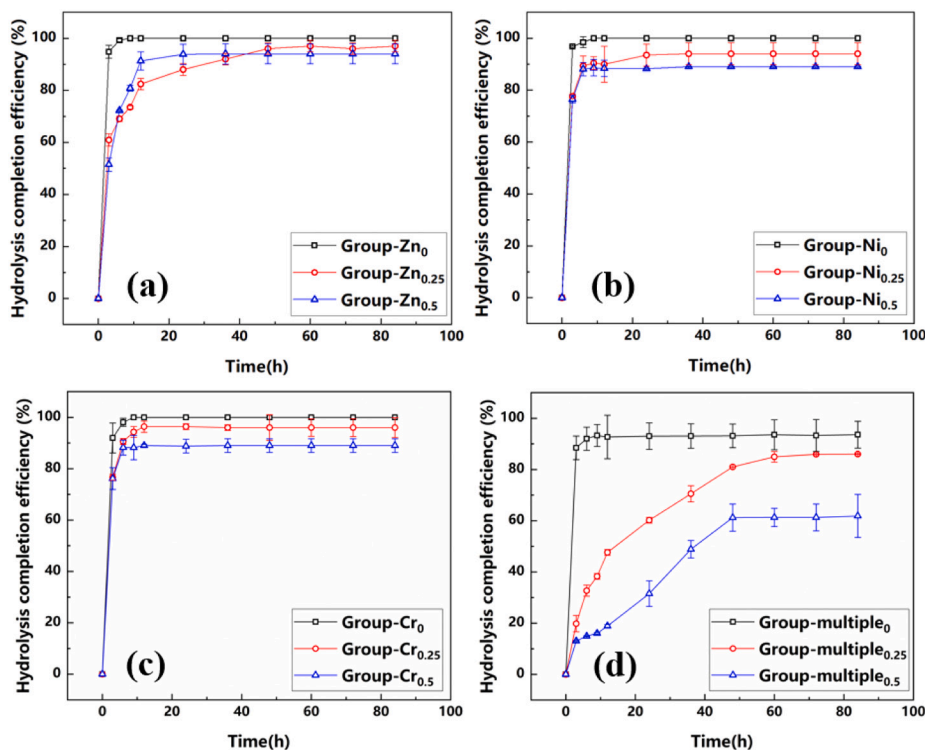 Hydrolysis completion efficiency (%)
100
80
60
40
20
0
(a)
Group-Zn0
Group-Zn0.25
Group-Zn0.5
0 20 40 60 80 100
Time(h)
Hydrolysis completion efficiency (%)
100
80
60
40
20
0
(b)
Group-Ni0
Group-Ni0.25
Group-Ni0.5
0 20 40 60 80 100
Time(h)
Hydrolysis completion efficiency (%)
100
80
60
40
20
0
(c)
Group-Cr0
Group-Cr0.25
Group-Cr0.5
0 20 40 60 80 100
Time(h)
Hydrolysis completion efficiency (%)
100
80
60
40
20
0
(d)
Group-multiple0
Group-multiple0.25
Group-multiple0.5
0 20 40 60 80 100
Time(h)